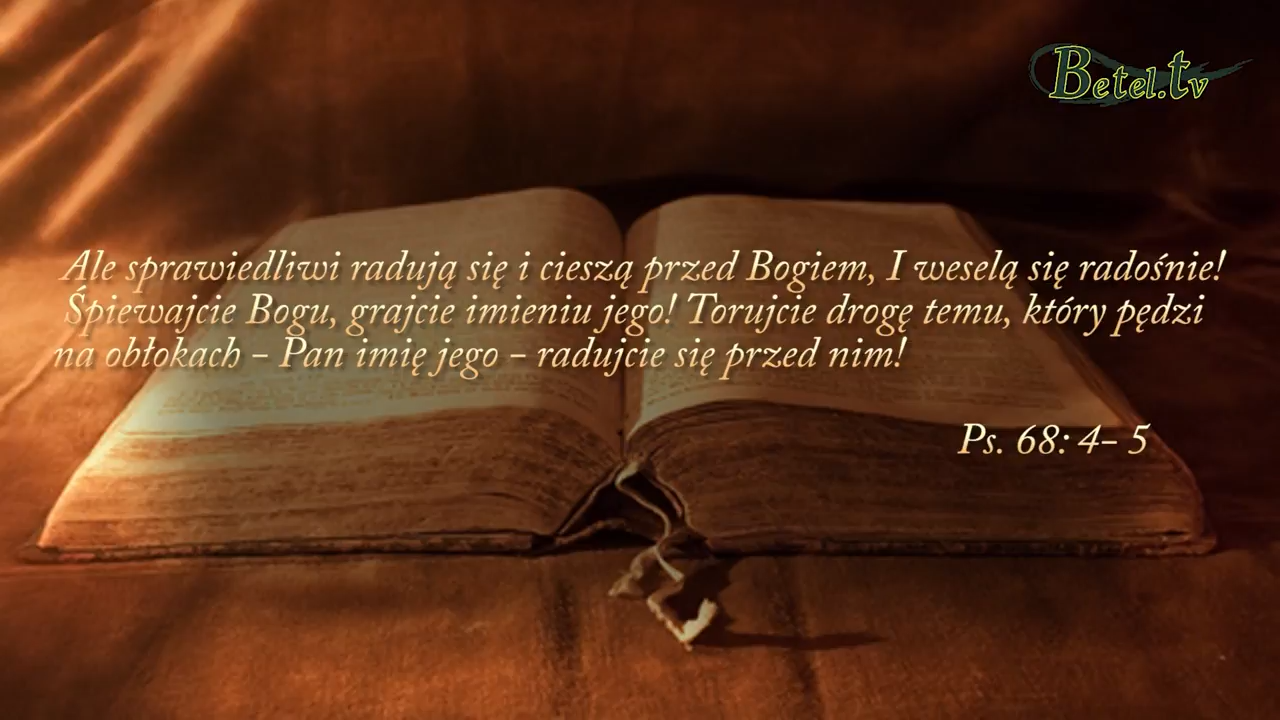 Betel.tv
Ale sprawiedliwi radują się i cieszą przed Bogiem, I weselą się radośnie!
Śpiewajcie Bogu, grajcie imieniu jego! Torujcie drogę temu, który pędzi
na obłokach – Pan imię jego – radujcie się przed nim!
Ps. 68: 4– 5